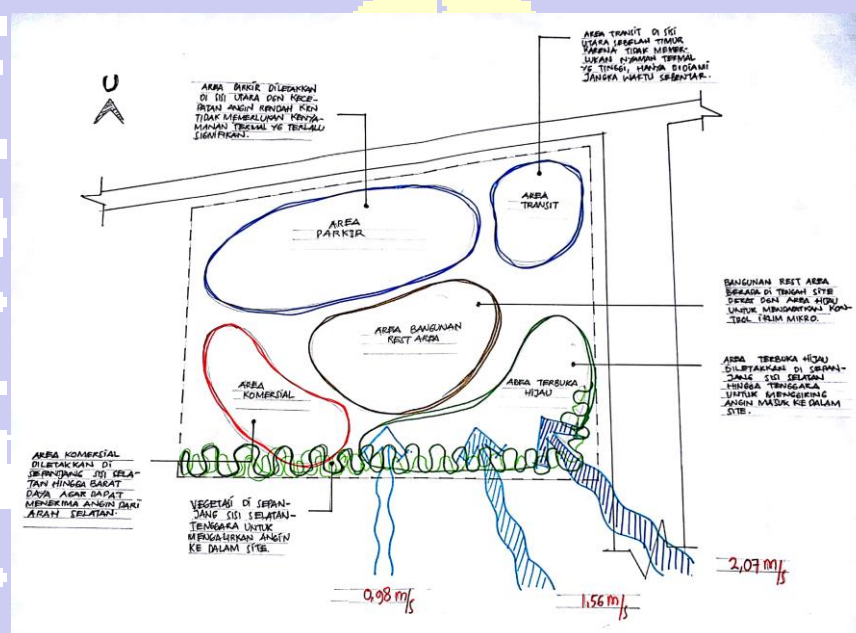 U
AREA PARKIR DILETAKKAN
DI SISI UTARA DGN KECE-
PATAN ANGIN RENDAH KRN
TIDAK MEMERLUKAN KENYA-
MANAN TERMAL YG TERLALU
SIGNIFIKAN.
AREA TRANSIT DI SISI
UTARA SEBELAH TIMUR
KARENA TIDAK MEMER-
LUKAN NYAMAN TERMAL
YG TINGGI, HANYA DIDIAMI
JANGKA WAKTU SEBENTAR.
AREA
PARKIR
AREA
TRANSIT
BANGUNAN REST AREA
BERADA DI TENGAH SITE
DEKAT DGN AREA HIJAU
UNTUK MENDAPATKAN KON-
TROL IKLIM MIKRO.
AREA BANGUNAN
REST AREA
AREA
KOMERSIAL
AREA TERBUKA
HIJAU
AREA TERBUKA HIJAU
DILETAKKAN DI SEPAN-
JANG SISI SELATAN
HINGGA TENGGARA
UNTUK MENGGIRING
ANGIN MASUK KE DALAM
SITE.
AREA KOMERSIAL
DILETAKKAN DI
SEPANJANG SISI SELA-
TAN HINGGA BARAT
DAYA AGAR DAPAT
MENERIMA ANGIN DARI
ARAH SELATAN.
VEGETASI DI SEPAN-
JANG SISI SELATAN-
TENGGARA UNTUK
MENGALIRKAN ANGIN
KE DALAM SITE.
0,98 m/s
1,56 m/s
2,07 m/s